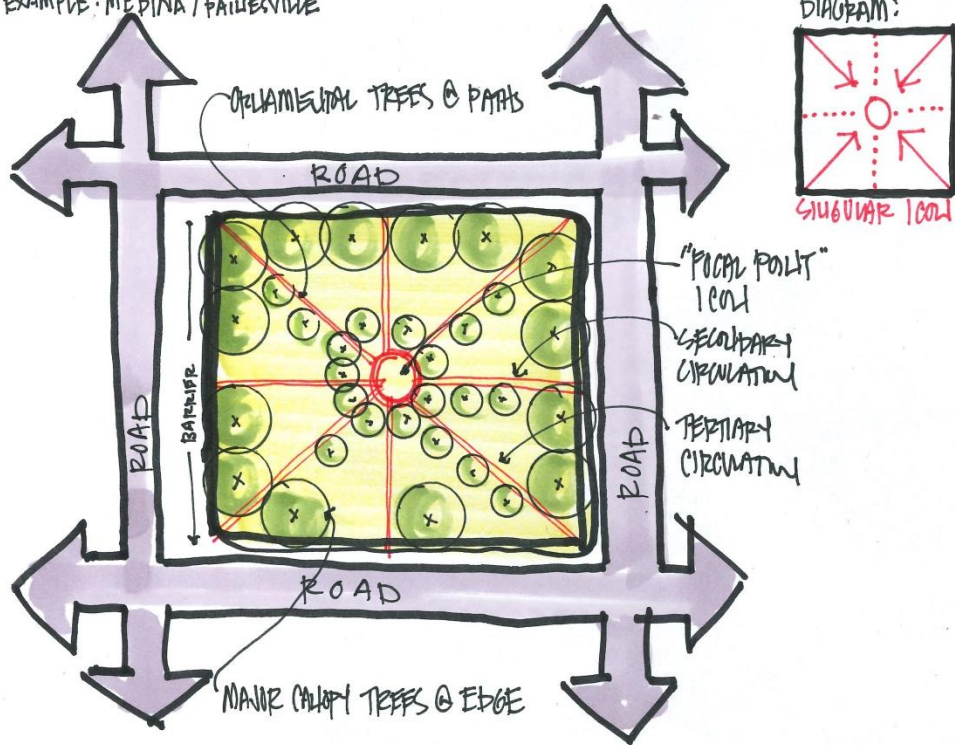 EXAMPLE: MEDINA / PAINESVILLE
DIAGRAM:
ORNAMENTAL TREES @ PATHS
ROAD
SINGULAR ICON
"FOCAL POINT"
ICON
SECONDARY
CIRCULATION
BARRIER
ROAD
ROAD
TERTIARY
CIRCULATION
ROAD
MAJOR CANOPY TREES @ EDGE